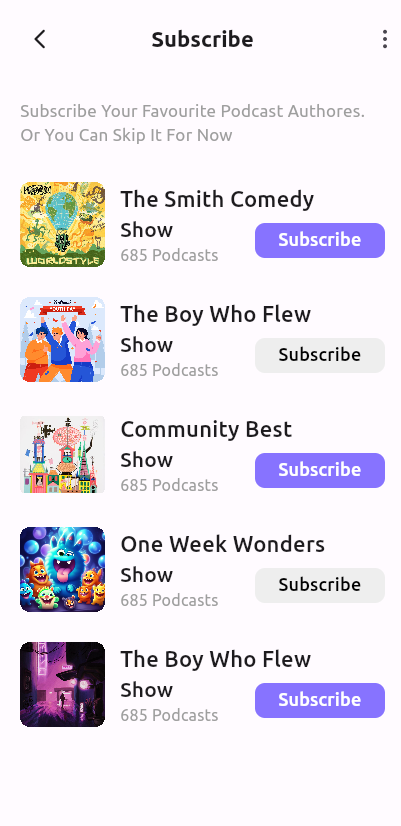 Subscribe
Subscribe Your Favourite Podcast Authores.
Or You Can Skip It For Now
WORLDSTYLE
The Smith Comedy
Show
Subscribe
685 Podcasts
The Boy Who Flew
Show
Subscribe
685 Podcasts
Community Best
Show
Subscribe
685 Podcasts
One Week Wonders
Show
Subscribe
685 Podcasts
The Boy Who Flew
Show
Subscribe
685 Podcasts